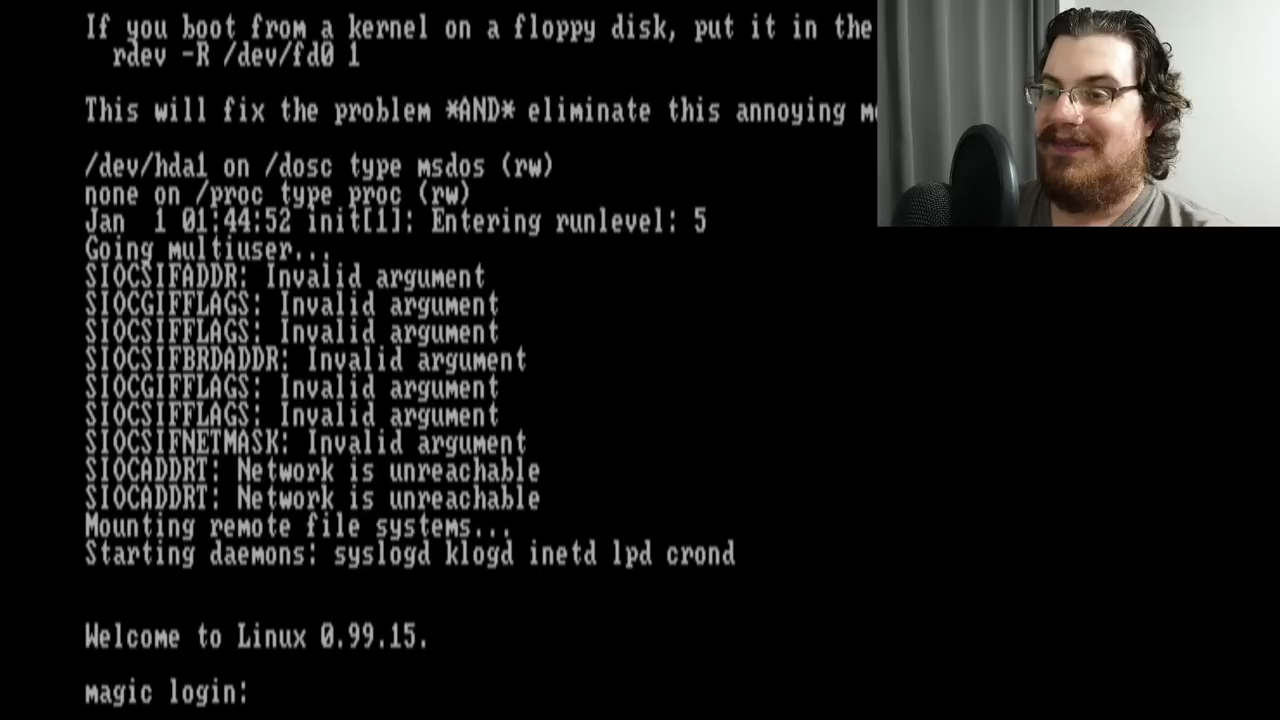 If you boot from a kernel on a floppy disk, put it in the
rdev -R /dev/fd0 1
This will fix the problem *AND* eliminate this annoying
/dev/hda1 on /dosc type msdos (rw)
none on /proc type proc (rw)
Jan  1 01:44:52 init[1]: Entering runlevel: 5
Going multiuser...
SIOCSIFADDR: Invalid argument
SIOCGIFFLAGS: Invalid argument
SIOCSIFFLAGS: Invalid argument
SIOCSIFBRDADDR: Invalid argument
SIOCGIFFLAGS: Invalid argument
SIOCSIFFLAGS: Invalid argument
SIOCSIFNETMASK: Invalid argument
SIOCADDRT: Network is unreachable
SIOCADDRT: Network is unreachable
Mounting remote file systems...
Starting daemons: syslogd klogd inetd lpd crond
Welcome to Linux 0.99.15.
magic login: